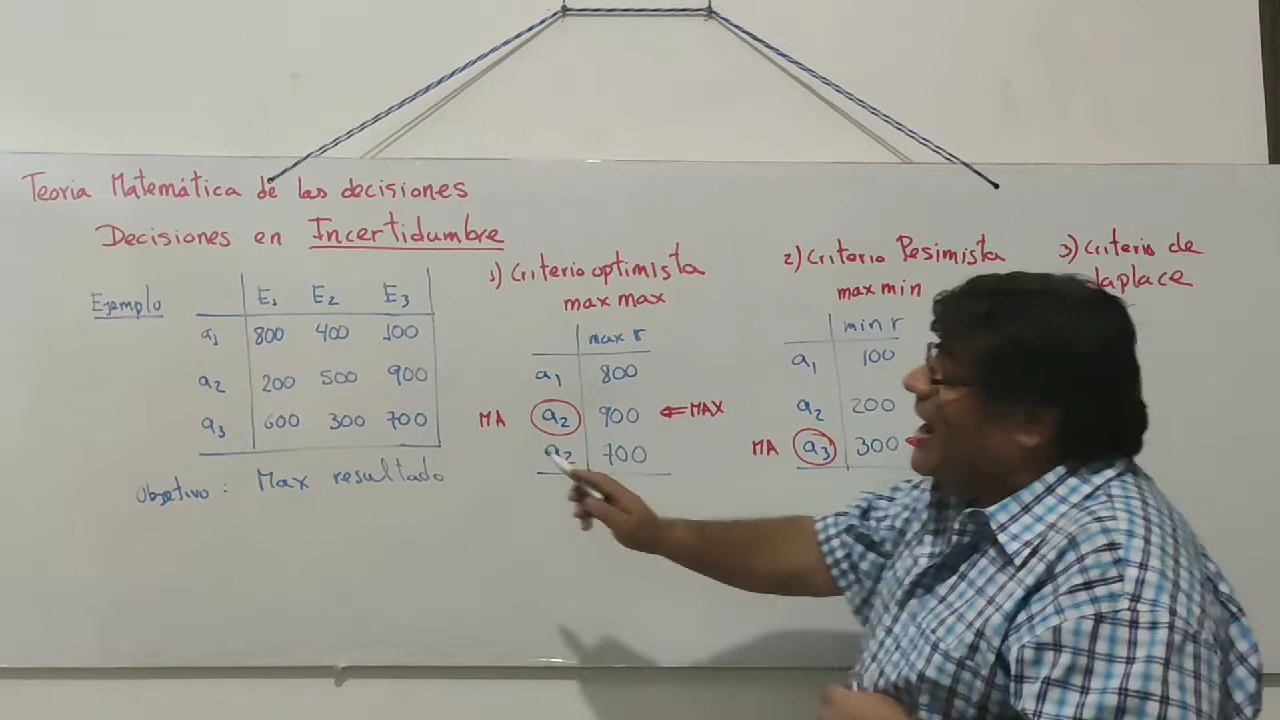 Teoria Matemática de las decisiones
Decisiones en Incertidumbre
Ejemplo
E1 E2 E3
a1 800 400 100
a2 200 500 900
a3 600 300 700
Objetivo: Max resultado
1) Criterio optimista
max max
max r
a1 800
MA a2 900 ⇐ MAX
a2 700
2) Criterio Pesimista
max min
min r
a1 100
a2 200
MA a3 300
3) Criterio de
Laplace